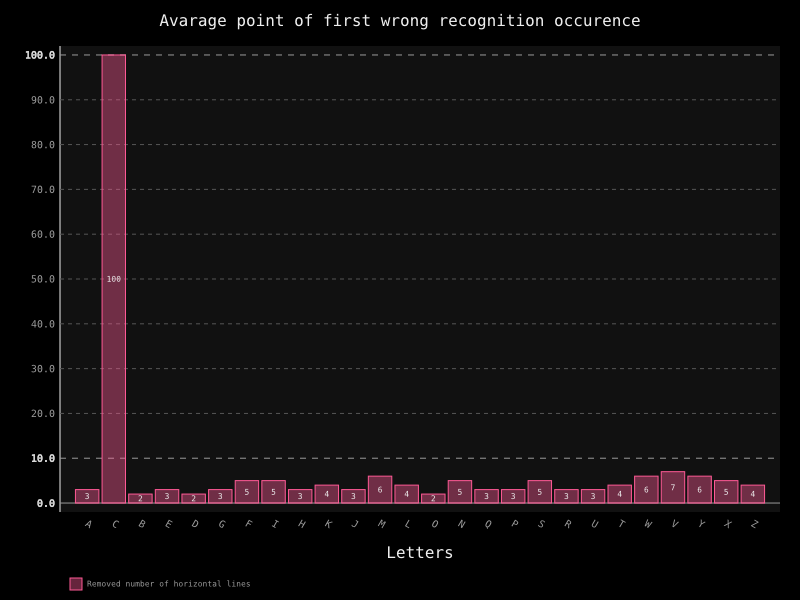 Avarage point of first wrong recognition occurence
100.0
90.0
80.0
70.0
60.0
50.0
40.0
30.0
20.0
10.0
0.0
3 100 2 3 2 3 5 5 3 4 3 6 4 2 5 3 3 5 3 3 4 6 7 6 5 4
A C B E D G F I H K J M L O N Q P S R U T W V Y X Z
Letters
Removed number of horizontal lines